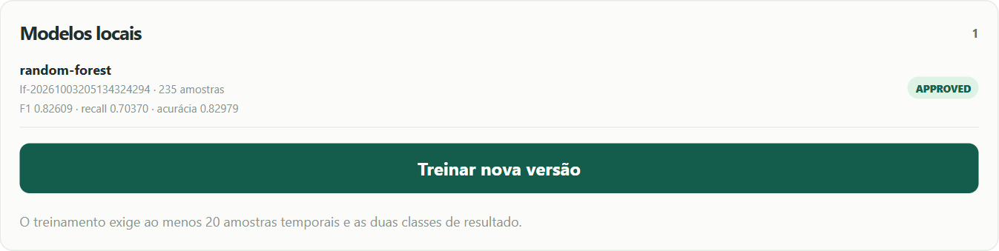 Modelos locais
1
random-forest
lf-20261003205134324294 · 235 amostras
F1 0.82609 · recall 0.70370 · acurácia 0.82979
APPROVED
Treinar nova versão
O treinamento exige ao menos 20 amostras temporais e as duas classes de resultado.